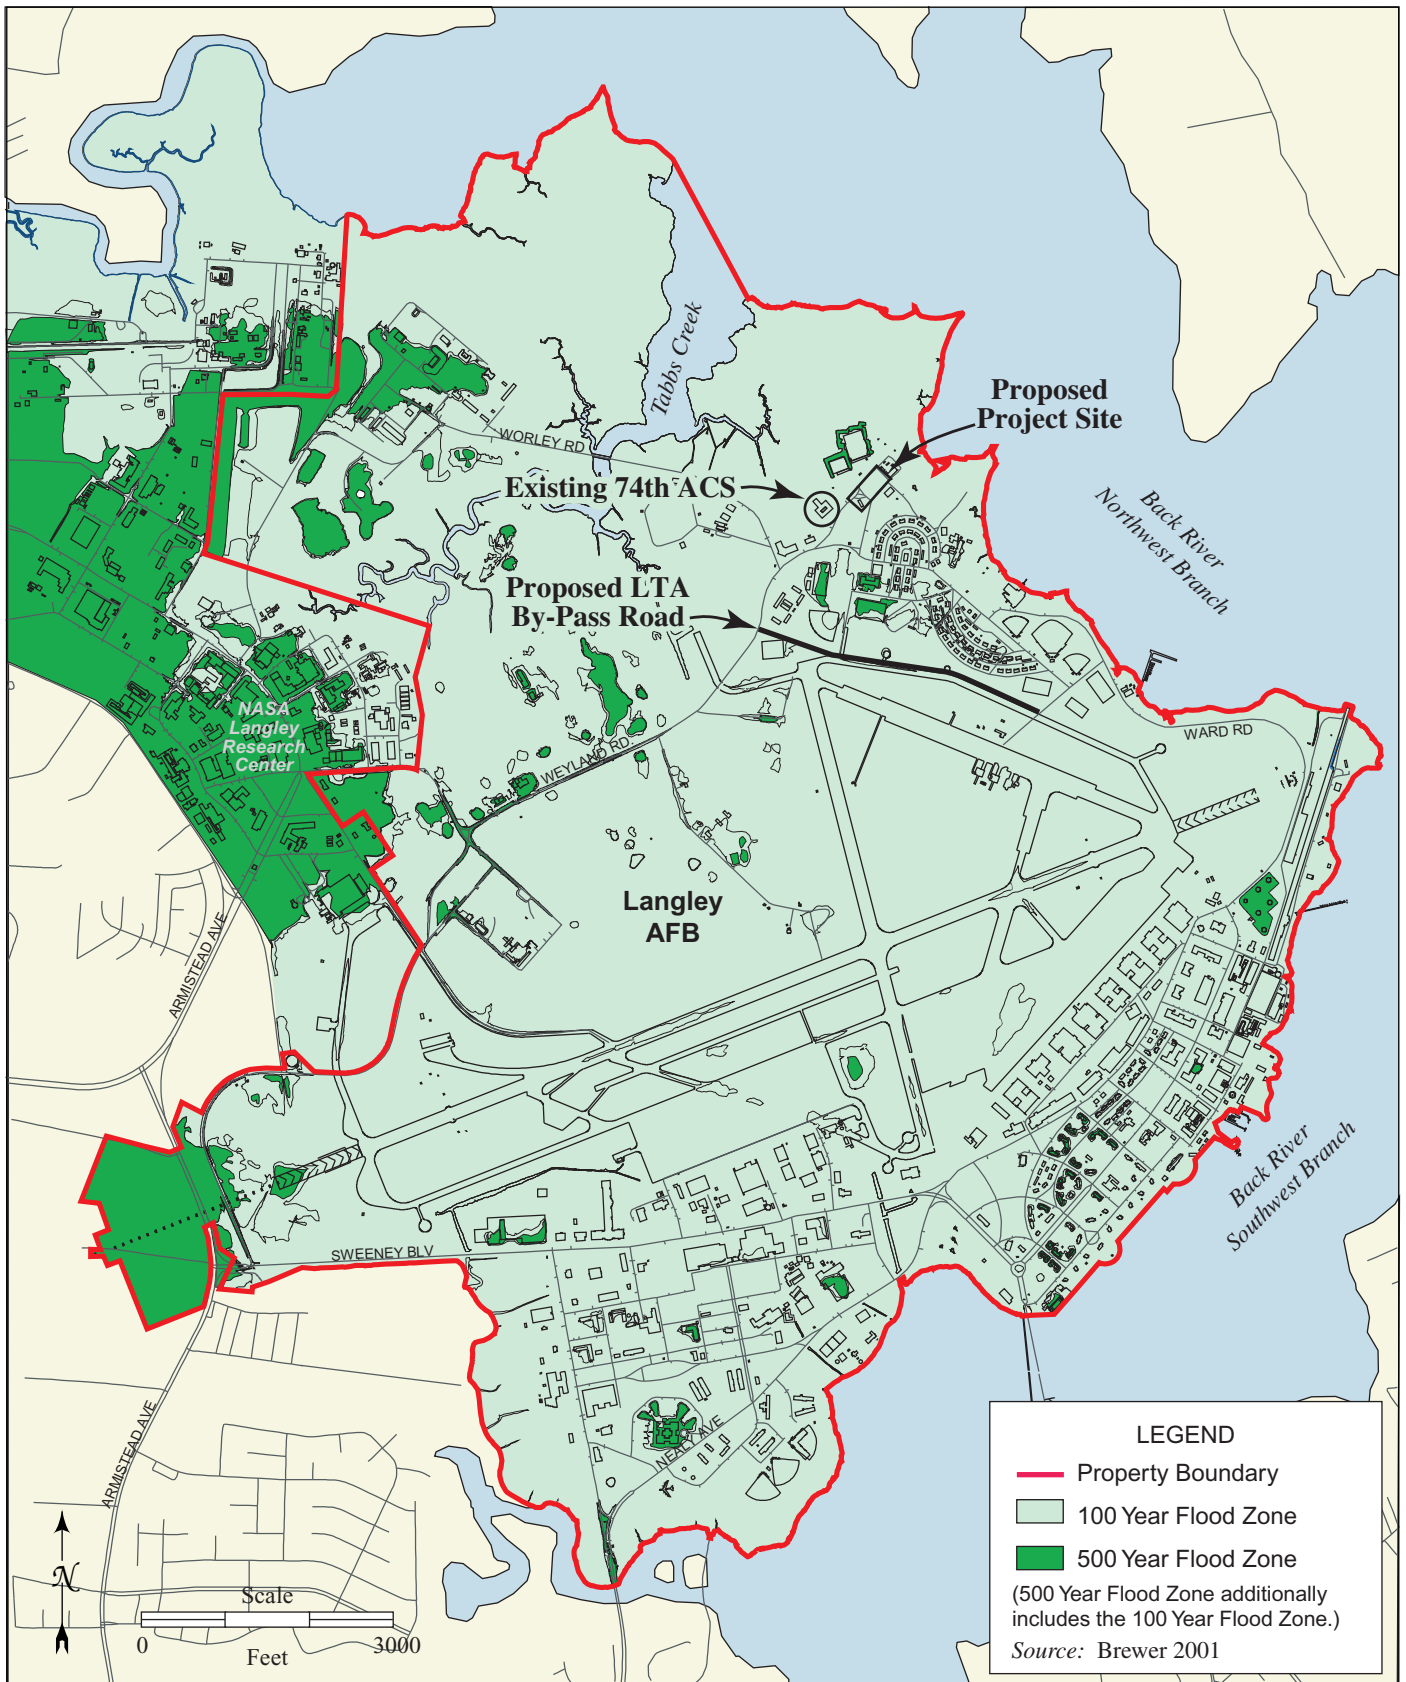 Tabbs Creek
Proposed
Project Site
WORLEY RD
Existing 74th ACS
Back River
Northwest Branch
Proposed LTA
By-Pass Road
NASA
Langley
Research
Center
WARD RD
WEYLAND RD
Langley
AFB
ARMISTEAD AVE
Back River
Southwest Branch
SWEENEY BLV
NEALY AVE
ARMISTEAD AVE
LEGEND
Property Boundary
100 Year Flood Zone
500 Year Flood Zone
(500 Year Flood Zone additionally
includes the 100 Year Flood Zone.)
Source: Brewer 2001
N
Scale
0 3000
Feet